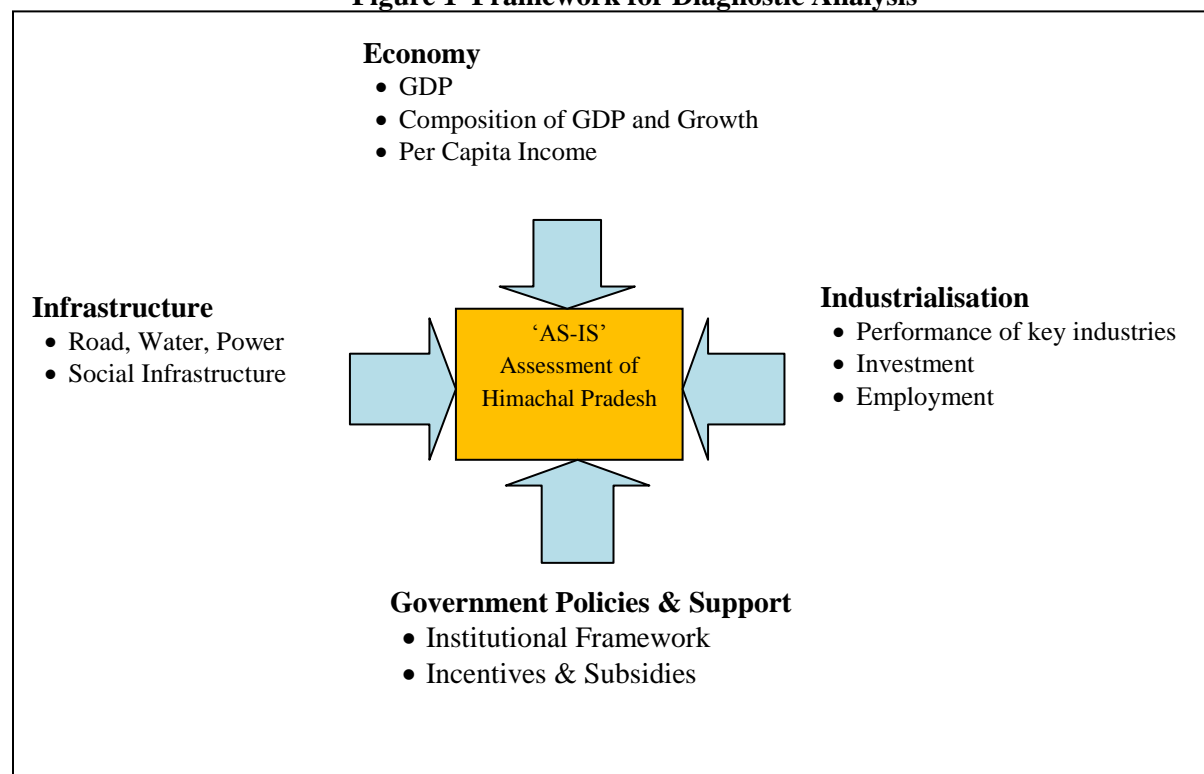 Figure 1 Framework for Diagnostic Analysis
Economy
• GDP
• Composition of GDP and Growth
• Per Capita Income
Infrastructure
• Road, Water, Power
• Social Infrastructure
‘AS-IS’
Assessment of
Himachal Pradesh
Industrialisation
• Performance of key industries
• Investment
• Employment
Government Policies & Support
• Institutional Framework
• Incentives & Subsidies